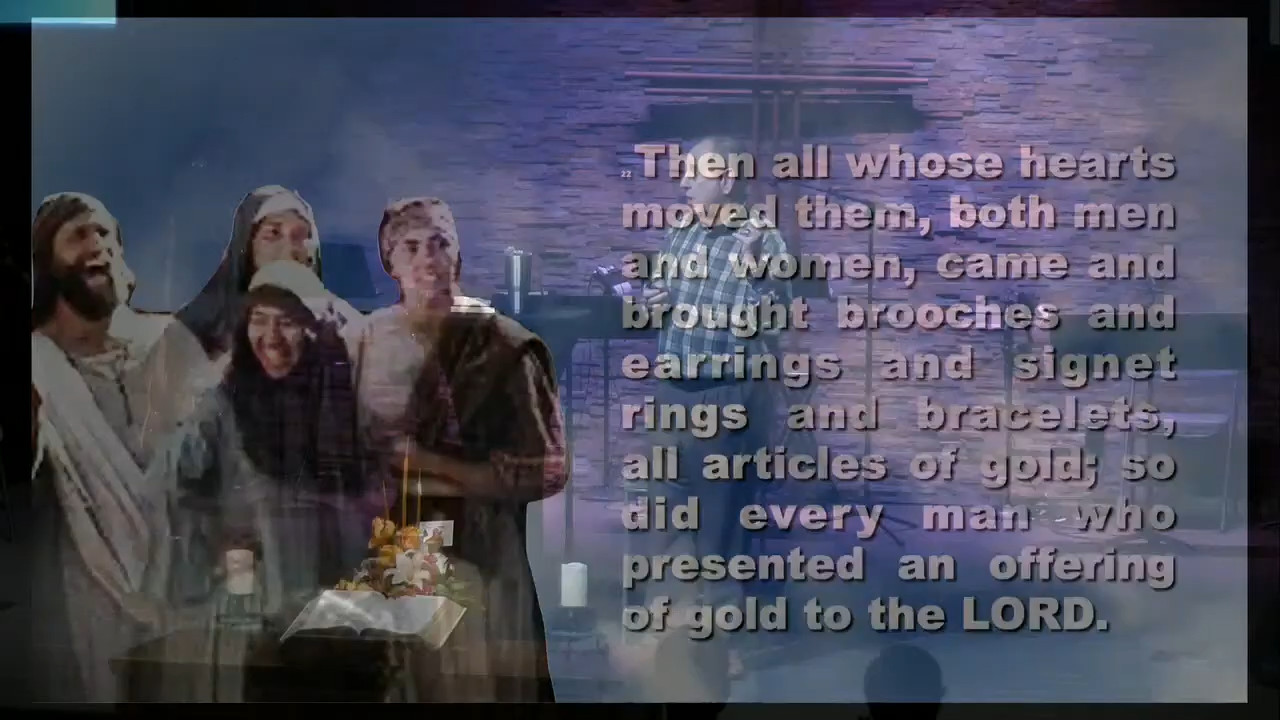 22 Then all whose hearts
moved them, both men
and women, came and
brought brooches and
earrings and signet
rings and bracelets,
all articles of gold; so
did every man who
presented an offering
of gold to the LORD.